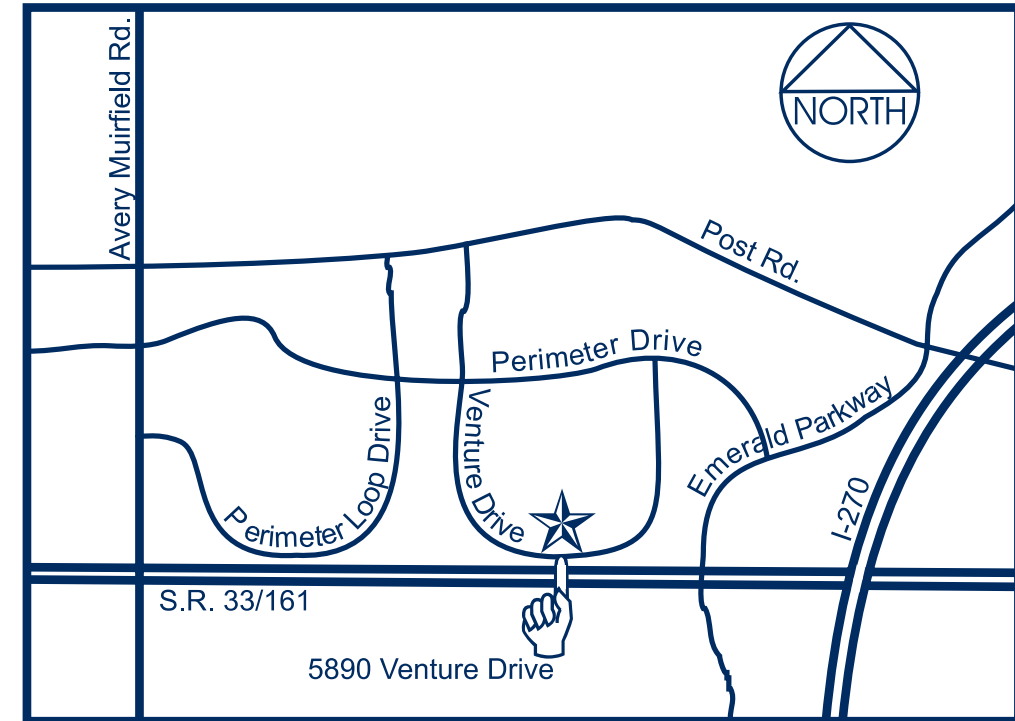 Avery Muirfield Rd.
NORTH
Post Rd.
Perimeter Drive
Emerald Parkway
Venture Drive
Perimeter Loop Drive
I-270
S.R. 33/161
5890 Venture Drive